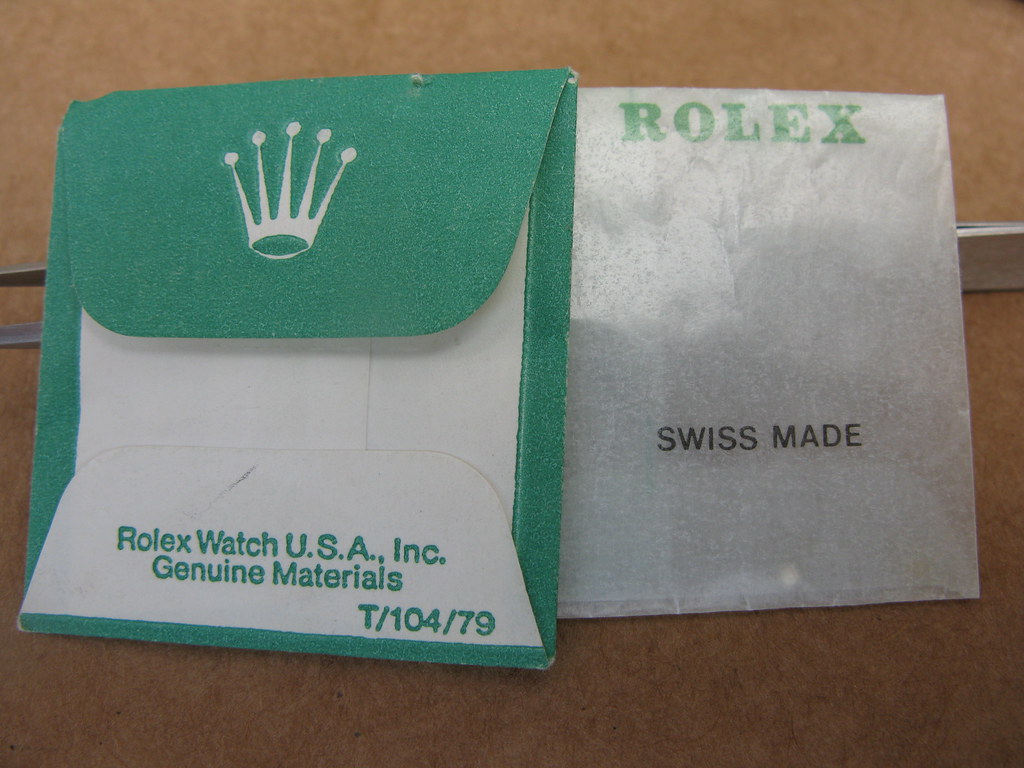 ROLEX
SWISS MADE
Rolex Watch U.S.A., Inc.
Genuine Materials
T/104/79